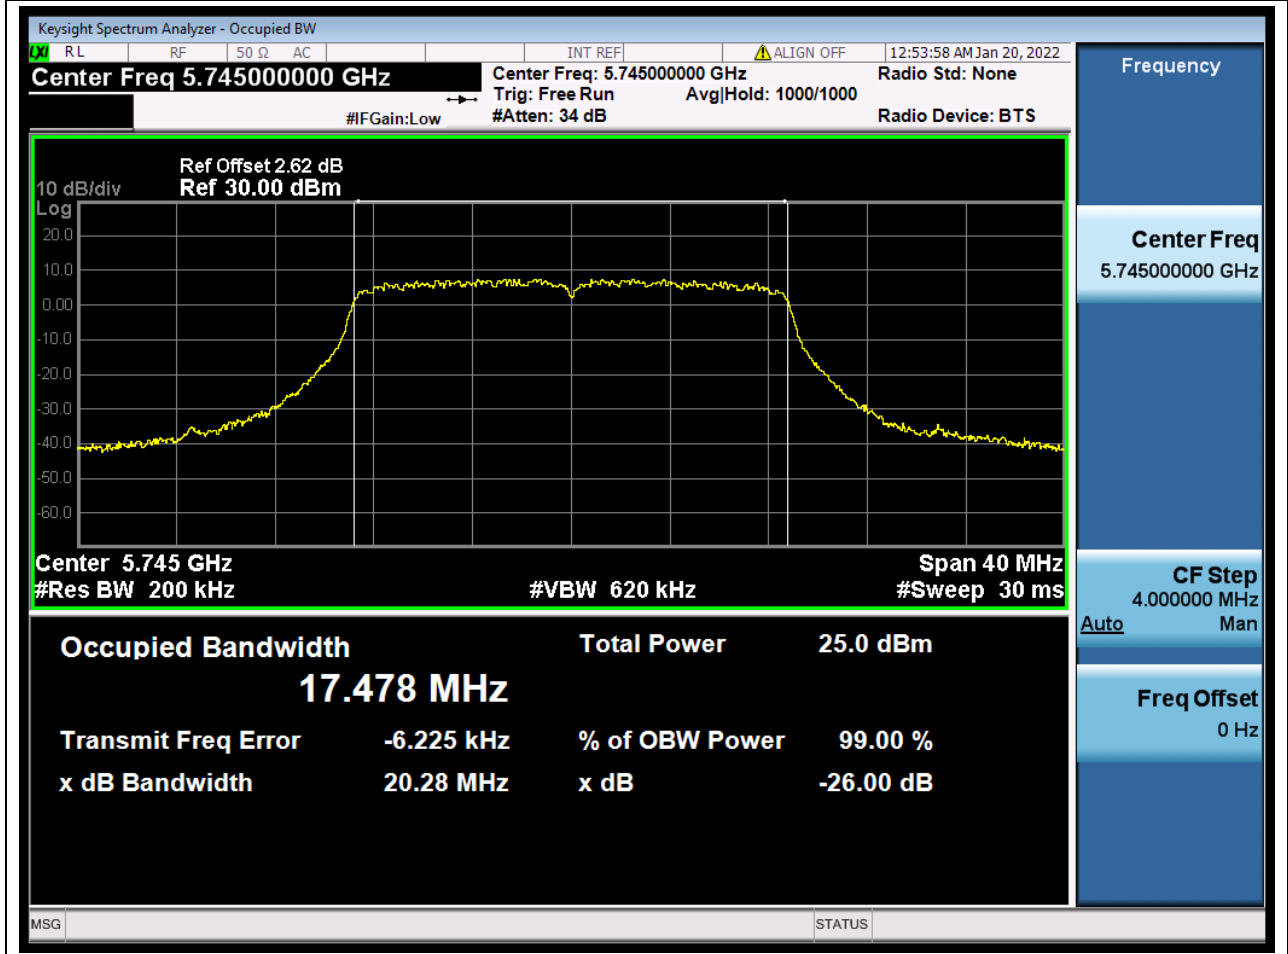 Keysight Spectrum Analyzer - Occupied BW
LXI RL RF 50 Ω AC INT REF ALIGN OFF 12:53:58 AM Jan 20, 2022
Center Freq 5.745000000 GHz
Center Freq: 5.745000000 GHz
Radio Std: None
Trig: Free Run Avg|Hold: 1000/1000
#IFGain:Low
#Atten: 34 dB
Radio Device: BTS
Ref Offset 2.62 dB
10 dB/div Ref 30.00 dBm
Log
20.0
10.0
0.00
-10.0
-20.0
-30.0
-40.0
-50.0
-60.0
Center 5.745 GHz Span 40 MHz
#Res BW 200 kHz #VBW 620 kHz #Sweep 30 ms
Occupied Bandwidth Total Power 25.0 dBm
17.478 MHz
Transmit Freq Error -6.225 kHz % of OBW Power 99.00 %
x dB Bandwidth 20.28 MHz x dB -26.00 dB
MSG STATUS
Frequency
Center Freq
5.745000000 GHz
CF Step
4.000000 MHz
Auto Man
Freq Offset
0 Hz